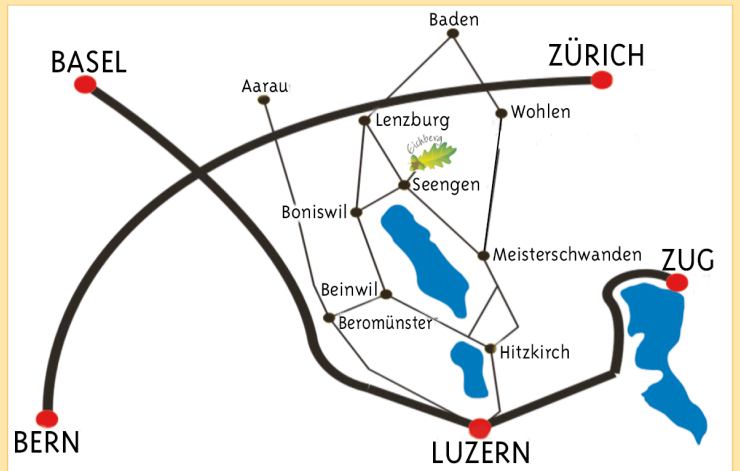 Baden
BASEL
ZÜRICH
Aarau
Lenzburg
Wohlen
Eichberg
Seengen
Boniswil
Meisterschwanden
ZUG
Beinwil
Beromünster
Hitzkirch
BERN
LUZERN